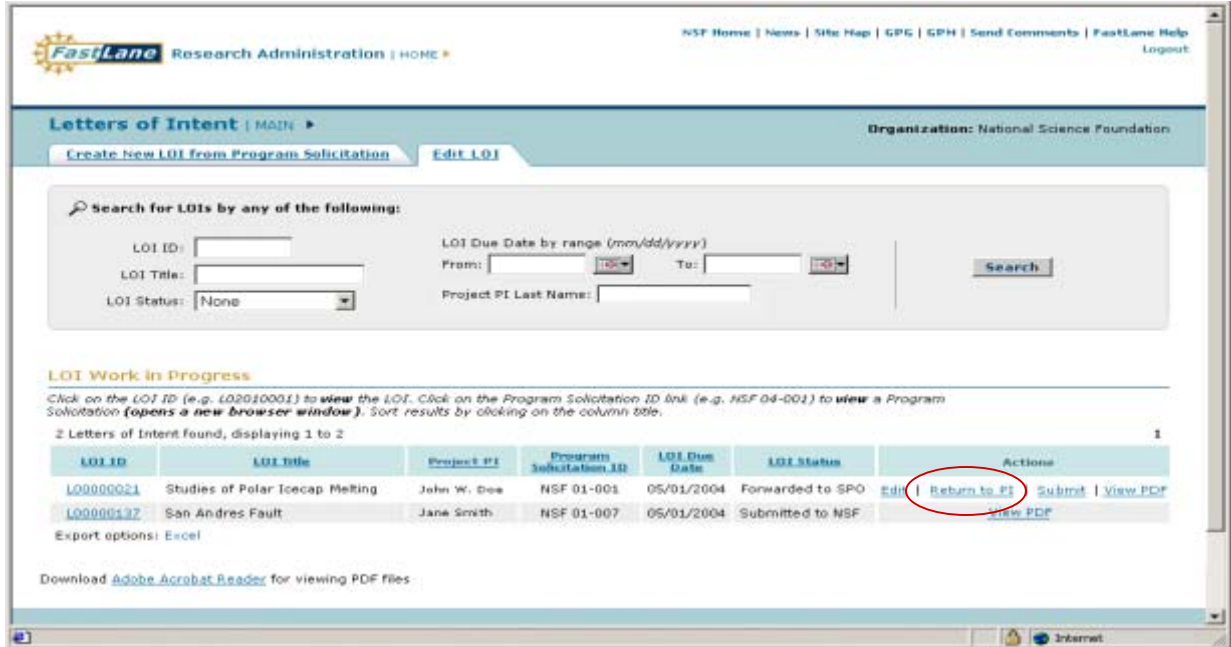 NSF Home | News | Site Map | GPG | GPM | Send Comments | FastLane Help
FastLane Research Administration | HOME
Logout
Letters of Intent | MAIN
Organization: National Science Foundation
Create New LOI from Program Solicitation Edit LOI
Search for LOIs by any of the following:
LOI ID: LOI Due Date by range (mm/dd/yyyy)
LOI Title: From: To: Search
LOI Status: None Project PI Last Name:
LOI Work in Progress
Click on the LOI ID (e.g. L02010001) to view the LOI. Click on the Program Solicitation ID link (e.g. NSF 04-001) to view a Program
Solicitation (opens a new browser window). Sort results by clicking on the column title.
2 Letters of Intent found, displaying 1 to 2 1
LOI ID LOI Title Project PI Program Solicitation ID LOI Due Date LOI Status Actions
L00000021 Studies of Polar Icecap Melting John W. Doe NSF 01-001 05/01/2004 Forwarded to SPO Edit | Return to PI | Submit | View PDF
L00000137 San Andres Fault Jane Smith NSF 01-007 05/01/2004 Submitted to NSF View PDF
Export options: Excel
Download Adobe Acrobat Reader for viewing PDF files
Internet